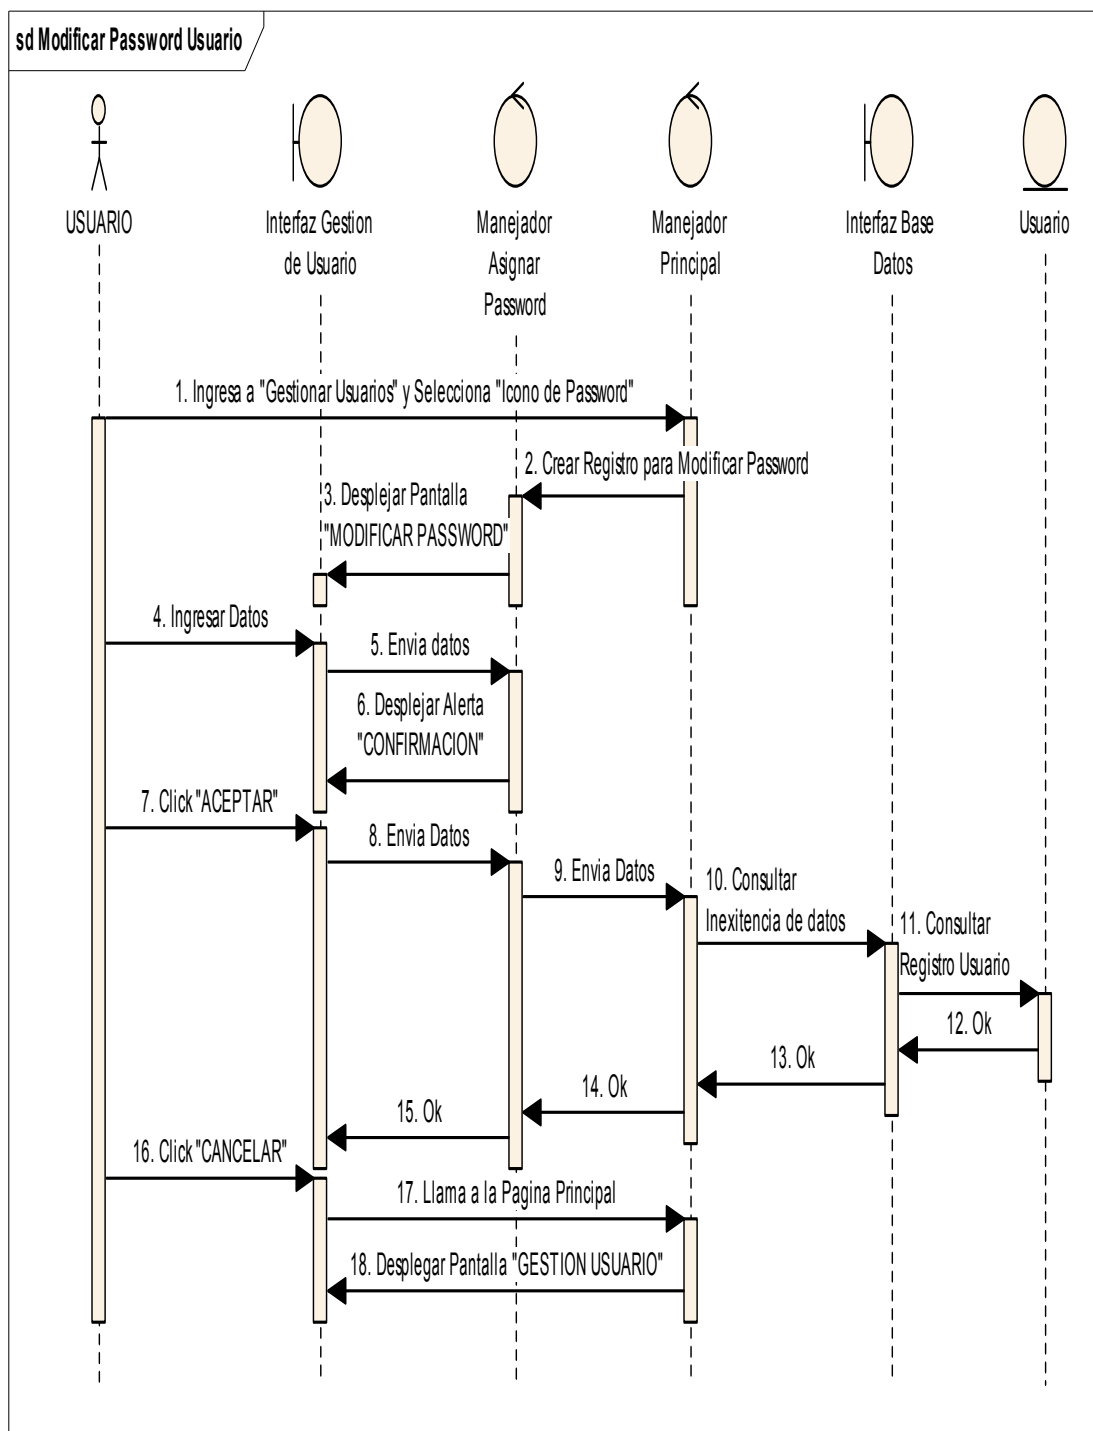 sd Modificar Password Usuario
USUARIO
Interfaz Gestion
de Usuario
Manejador
Asignar
Password
Manejador
Principal
Interfaz Base
Datos
Usuario
1. Ingresa a "Gestionar Usuarios" y Selecciona "Icono de Password"
2. Crear Registro para Modificar Password
3. Desplejar Pantalla
"MODIFICAR PASSWORD"
4. Ingresar Datos
5. Envia datos
6. Desplejar Alerta
"CONFIRMACION"
7. Click "ACEPTAR"
8. Envia Datos
9. Envia Datos
10. Consultar
Inexitencia de datos
11. Consultar
Registro Usuario
12. Ok
13. Ok
14. Ok
15. Ok
16. Click "CANCELAR"
17. Llama a la Pagina Principal
18. Desplegar Pantalla "GESTION USUARIO"